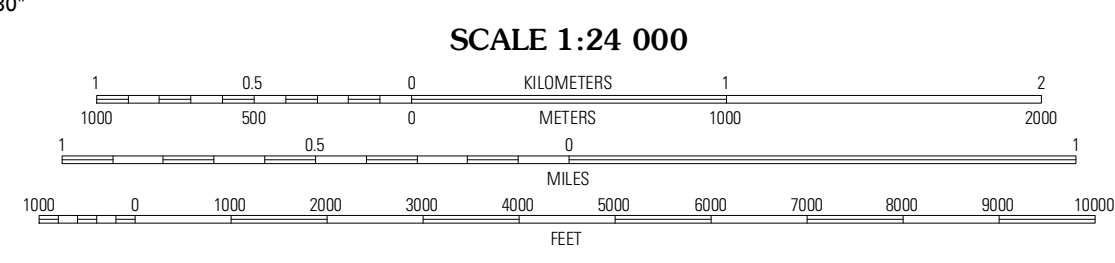 30"
SCALE 1:24 000
1 0.5 0 KILOMETERS 1 2
1000 500 0 METERS 1000 2000
1 0.5 0 1
MILES
1000 0 1000 2000 3000 4000 5000 6000 7000 8000 9000 10000
FEET